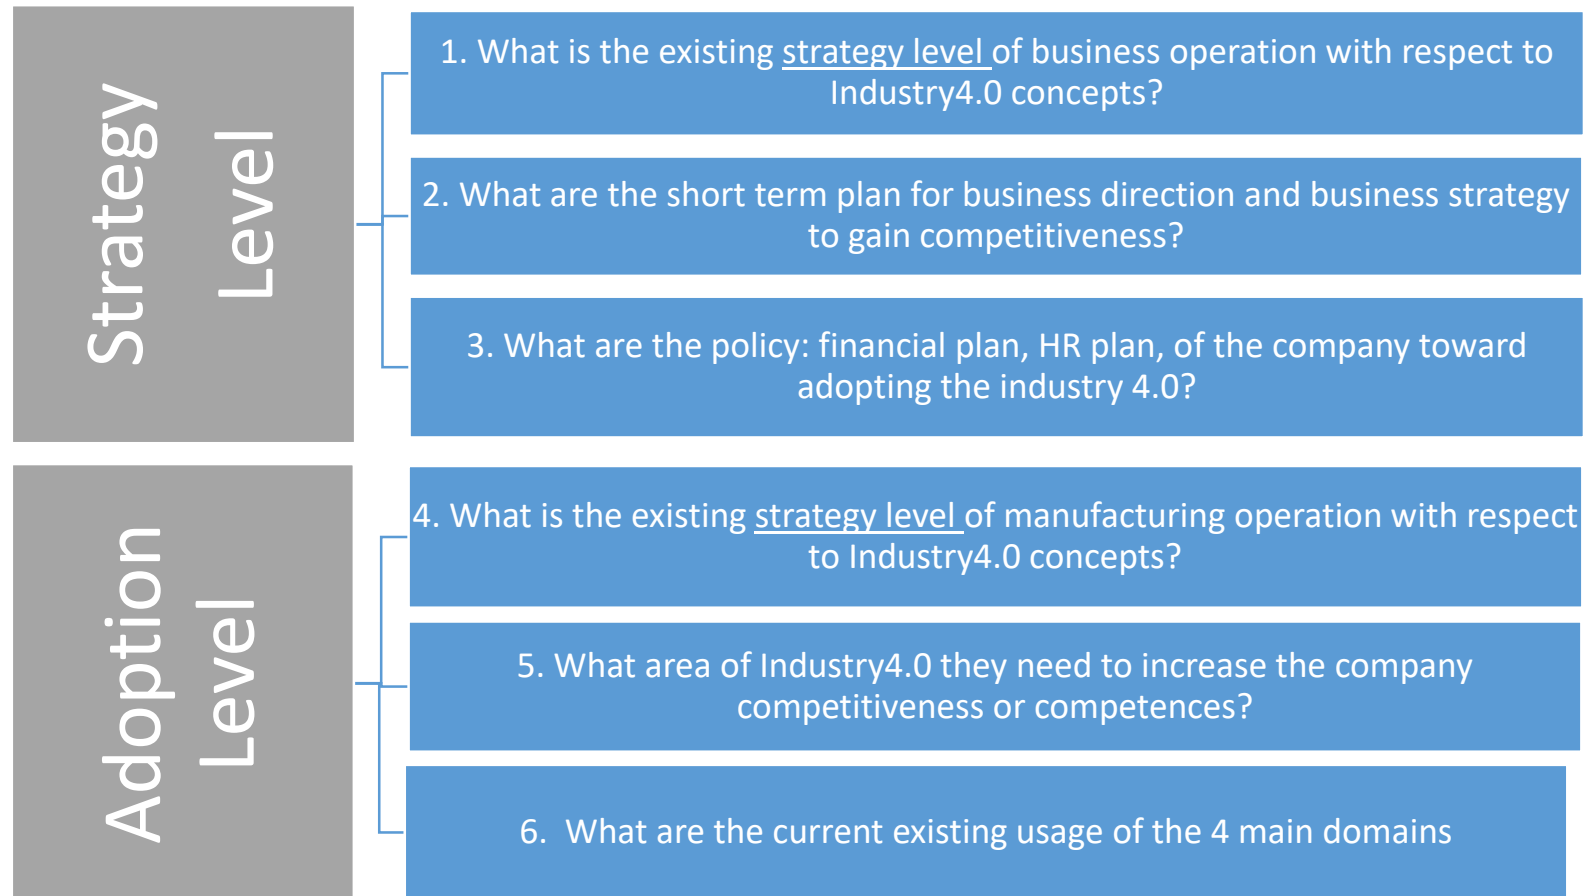 Strategy
Level
1. What is the existing strategy level of business operation with respect to
Industry4.0 concepts?
2. What are the short term plan for business direction and business strategy
to gain competitiveness?
3. What are the policy: financial plan, HR plan, of the company toward
adopting the industry 4.0?
Adoption
Level
4. What is the existing strategy level of manufacturing operation with respect
to Industry4.0 concepts?
5. What area of Industry4.0 they need to increase the company
competitiveness or competences?
6. What are the current existing usage of the 4 main domains